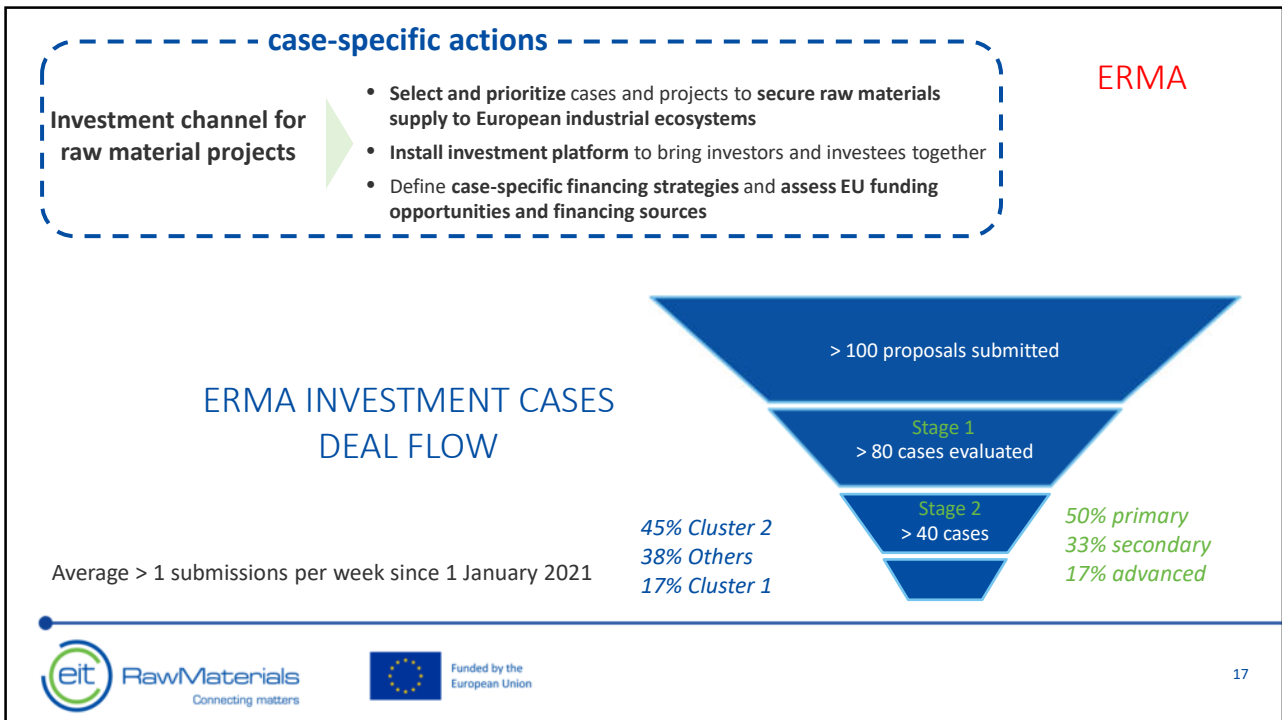 case-specific actions
ERMA
Investment channel for
raw material projects
• Select and prioritize cases and projects to secure raw materials
supply to European industrial ecosystems
• Install investment platform to bring investors and investees together
• Define case-specific financing strategies and assess EU funding
opportunities and financing sources
ERMA INVESTMENT CASES
DEAL FLOW
> 100 proposals submitted
Stage 1
> 80 cases evaluated
Stage 2
> 40 cases
45% Cluster 2
38% Others
17% Cluster 1
50% primary
33% secondary
17% advanced
Average > 1 submissions per week since 1 January 2021
eit RawMaterials
Connecting matters
Funded by the
European Union
17